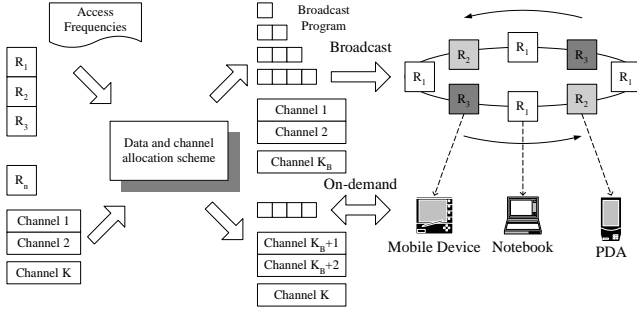 Access
Frequencies
R1
R2
R3
Rn
Channel 1
Channel 2
Channel K
Data and channel
allocation scheme
Broadcast
Program
Channel 1
Channel 2
Channel KB
Channel KB+1
Channel KB+2
Channel K
Broadcast
On-demand
R1
R2
R1
R3
R1
R3
R1
R2
Mobile Device
Notebook
PDA